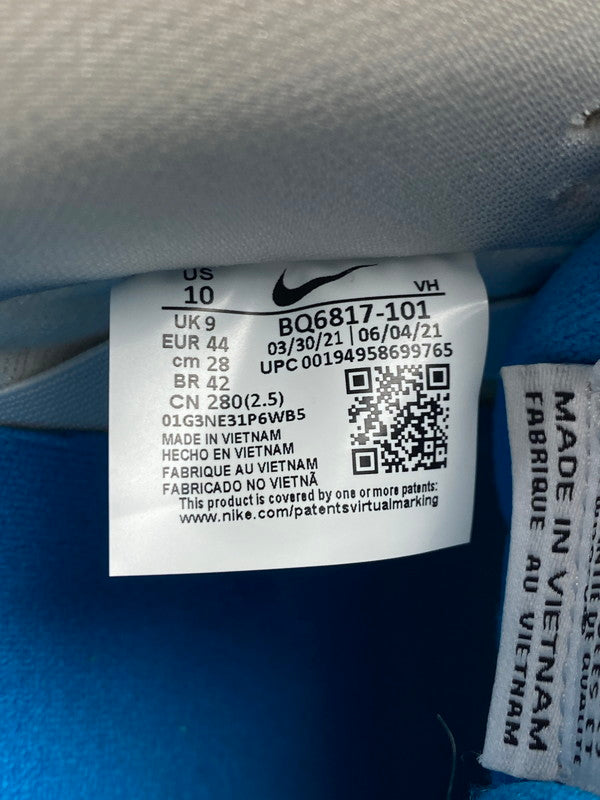 US
10
VH
UK 9
BQ6817-101
EUR 44
03/30/21 | 06/04/21
cm 28
UPC 00194958699765
BR 42
CN 280(2.5)
01G3NE31P6WB5
MADE IN VIETNAM
HECHO EN VIETNAM
FABRIQUE AU VIETNAM
FABRICADO NO VIETNÃ
This product is covered by one or more patents:
www.nike.com/patentsvirtualmarking
MADE IN VIETNAM
FABRIQUE AU VIETNAM